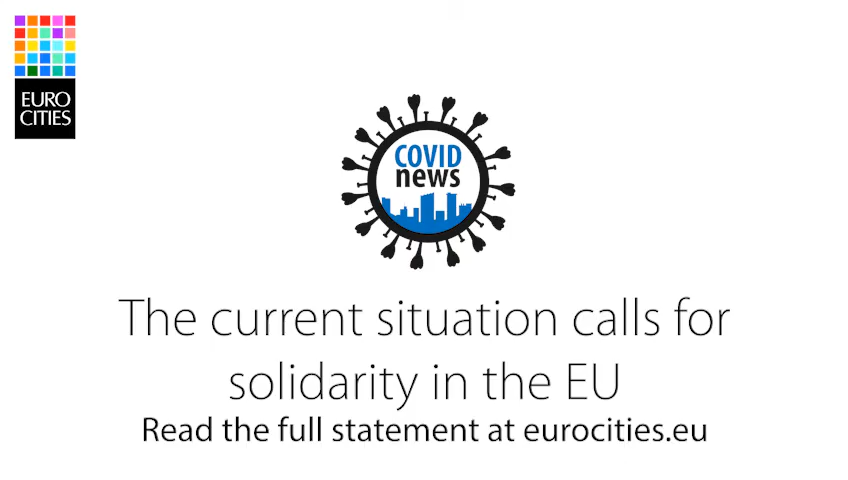 EURO
CITIES
COVID
news
The current situation calls for
solidarity in the EU
Read the full statement at eurocities.eu